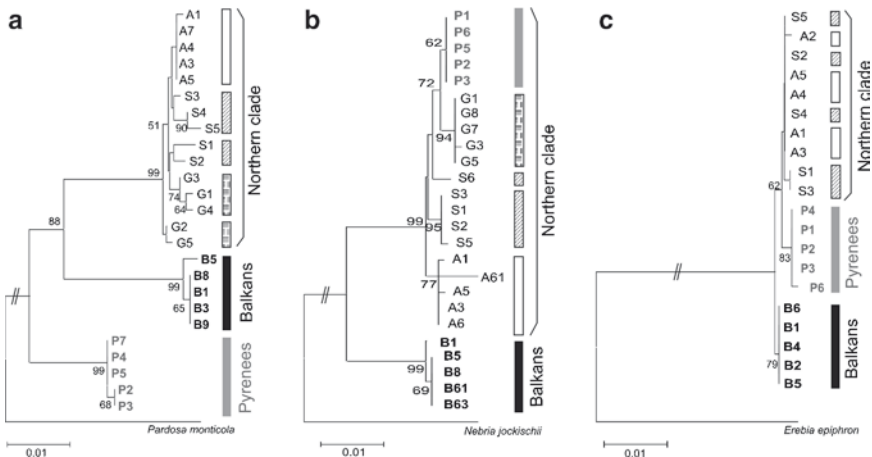 a
A1
A7
A4
A3
A5
S3
S4
90
S5
51
S1
S2
99
G3
74
G1
64
G4
G2
G5
88
B5
B8
99
B1
65
B3
B9
P7
P4
P5
99
P2
68
P3
Northern clade
Balkans
Pyrenees
Pardosa monticola
0.01
b
P1
62
P6
P5
P2
72
P3
G1
G8
G7
94
G3
G5
S6
S3
S1
99
95
S2
S5
A1
A61
77
A5
A3
A6
B1
B5
99
B8
69
B61
B63
Northern clade
Balkans
Nebria jockischii
0.01
c
S5
A2
S2
A5
A4
S4
A1
A3
S1
62
S3
P4
P1
P2
83
P3
P6
B6
B1
B4
79
B2
B5
Northern clade
Pyrenees
Balkans
Erebia epiphron
0.01